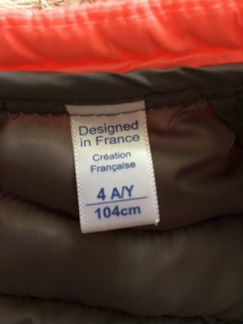 Designed
in France
Création
Française
4 A/Y
104cm